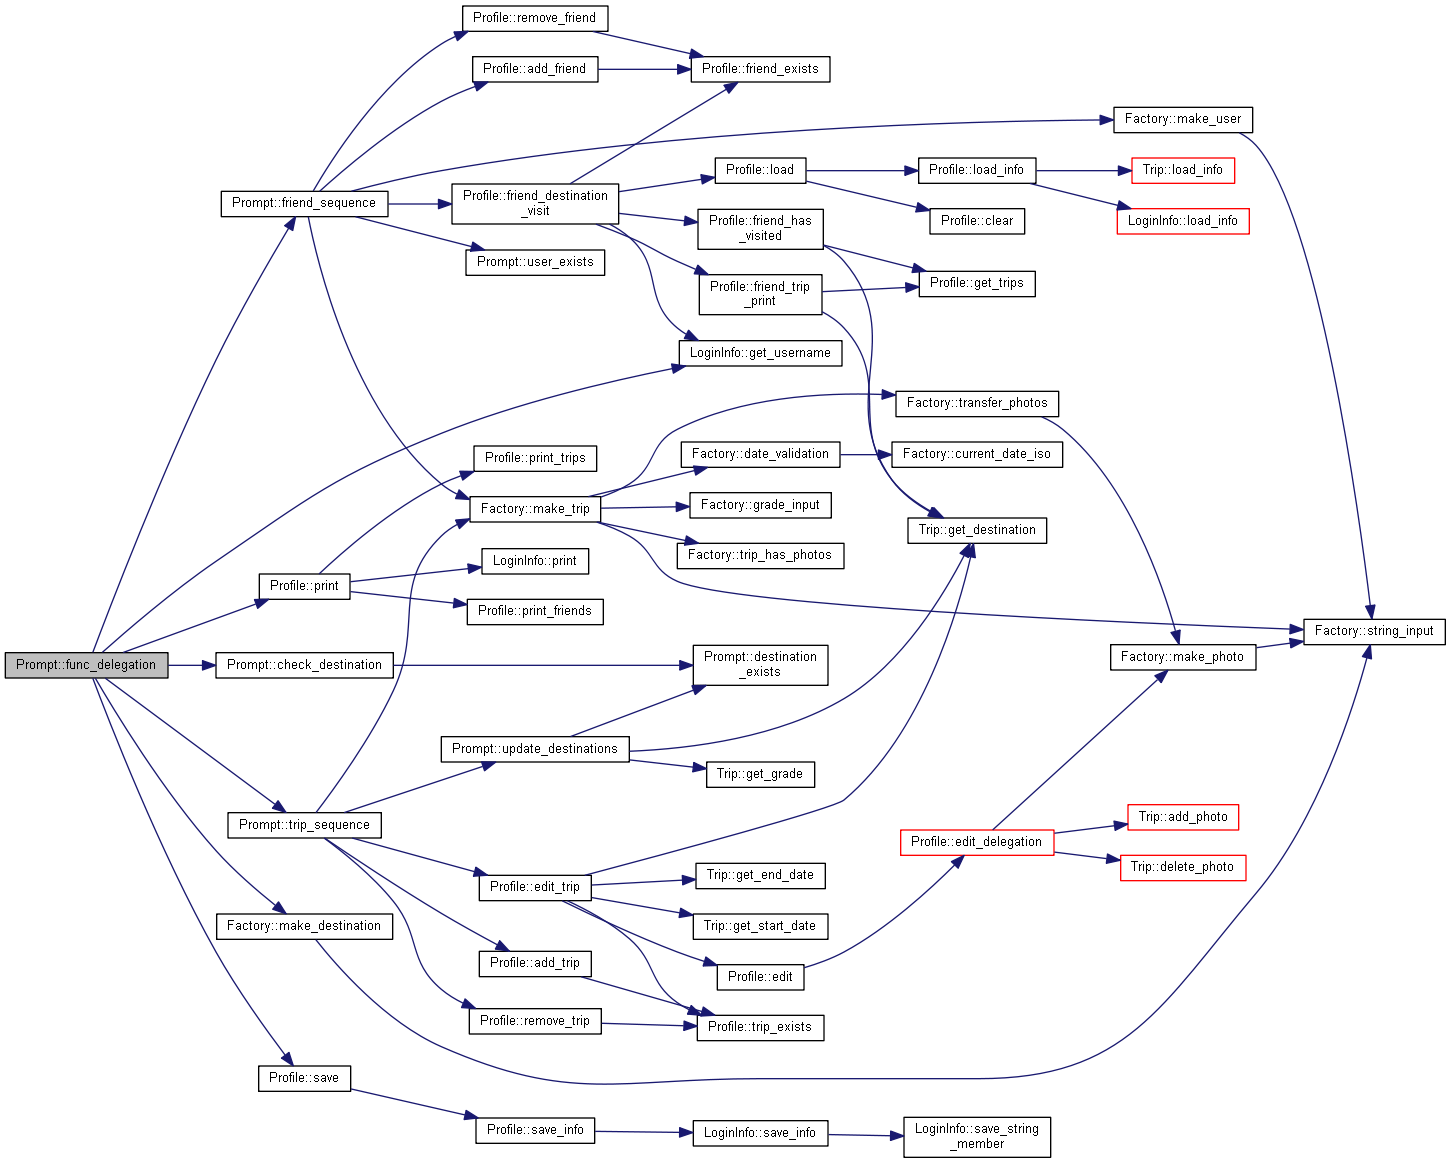 Profile::remove_friend
Profile::add_friend
Profile::friend_exists
Factory::make_user
Profile::load
Profile::load_info
Trip::load_info
Prompt::friend_sequence
Profile::friend_destination
_visit
Profile::friend_has
_visited
Profile::clear
LoginInfo::load_info
Prompt::user_exists
Profile::friend_trip
_print
Profile::get_trips
LoginInfo::get_username
Factory::transfer_photos
Profile::print_trips
Factory::date_validation
Factory::current_date_iso
Factory::make_trip
Factory::grade_input
Trip::get_destination
Factory::trip_has_photos
LoginInfo::print
Profile::print
Profile::print_friends
Factory::string_input
Prompt::func_delegation
Prompt::check_destination
Prompt::destination
_exists
Factory::make_photo
Prompt::update_destinations
Trip::get_grade
Prompt::trip_sequence
Trip::add_photo
Profile::edit_delegation
Trip::delete_photo
Profile::edit_trip
Trip::get_end_date
Factory::make_destination
Trip::get_start_date
Profile::add_trip
Profile::edit
Profile::remove_trip
Profile::trip_exists
Profile::save
Profile::save_info
LoginInfo::save_info
LoginInfo::save_string
_member